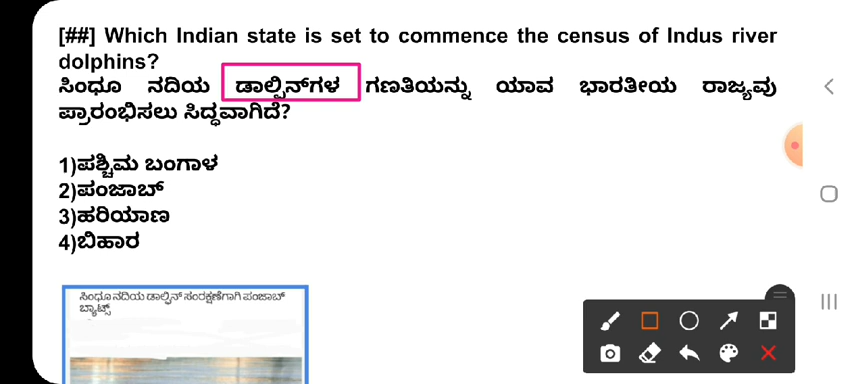 [##] Which Indian state is set to commence the census of Indus river
dolphins?
ಸಿಂಧೂ ನದಿಯ ಡಾಲ್ಫಿನ್‌ಗಳ ಗಣತಿಯನ್ನು ಯಾವ ಭಾರತೀಯ ರಾಜ್ಯವು
ಪ್ರಾರಂಭಿಸಲು ಸಿದ್ಧವಾಗಿದೆ?
1)ಪಶ್ಚಿಮ ಬಂಗಾಳ
2)ಪಂಜಾಬ್
3)ಹರಿಯಾಣ
4)ಬಿಹಾರ
ಸಿಂಧೂ ನದಿಯ ಡಾಲ್ಫಿನ್ ಸಂರಕ್ಷಣೆಗಾಗಿ ಪಂಜಾಬ್
ಬ್ಯಾಟ್ಸ್